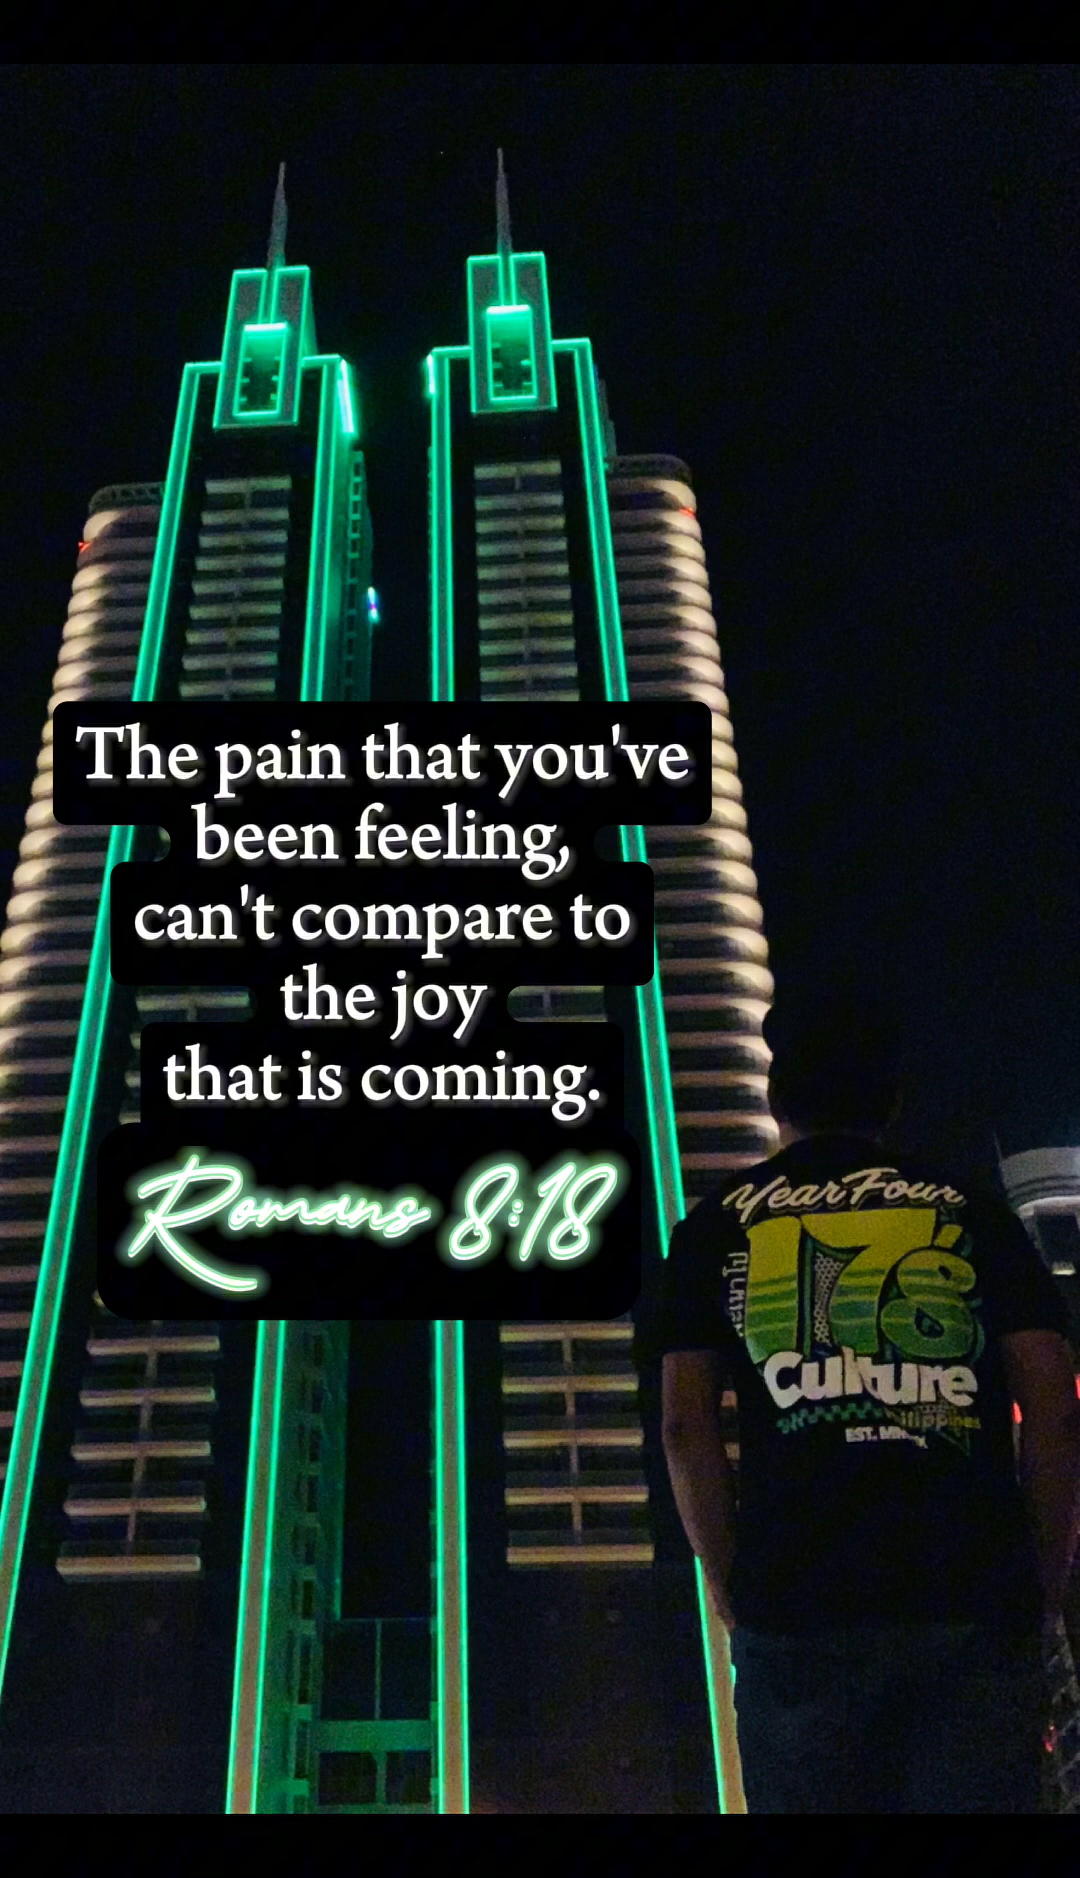 The pain that you've
been feeling,
can't compare to
the joy
that is coming.
Romans 8:18
Year Four
178's
Culture
Philippines